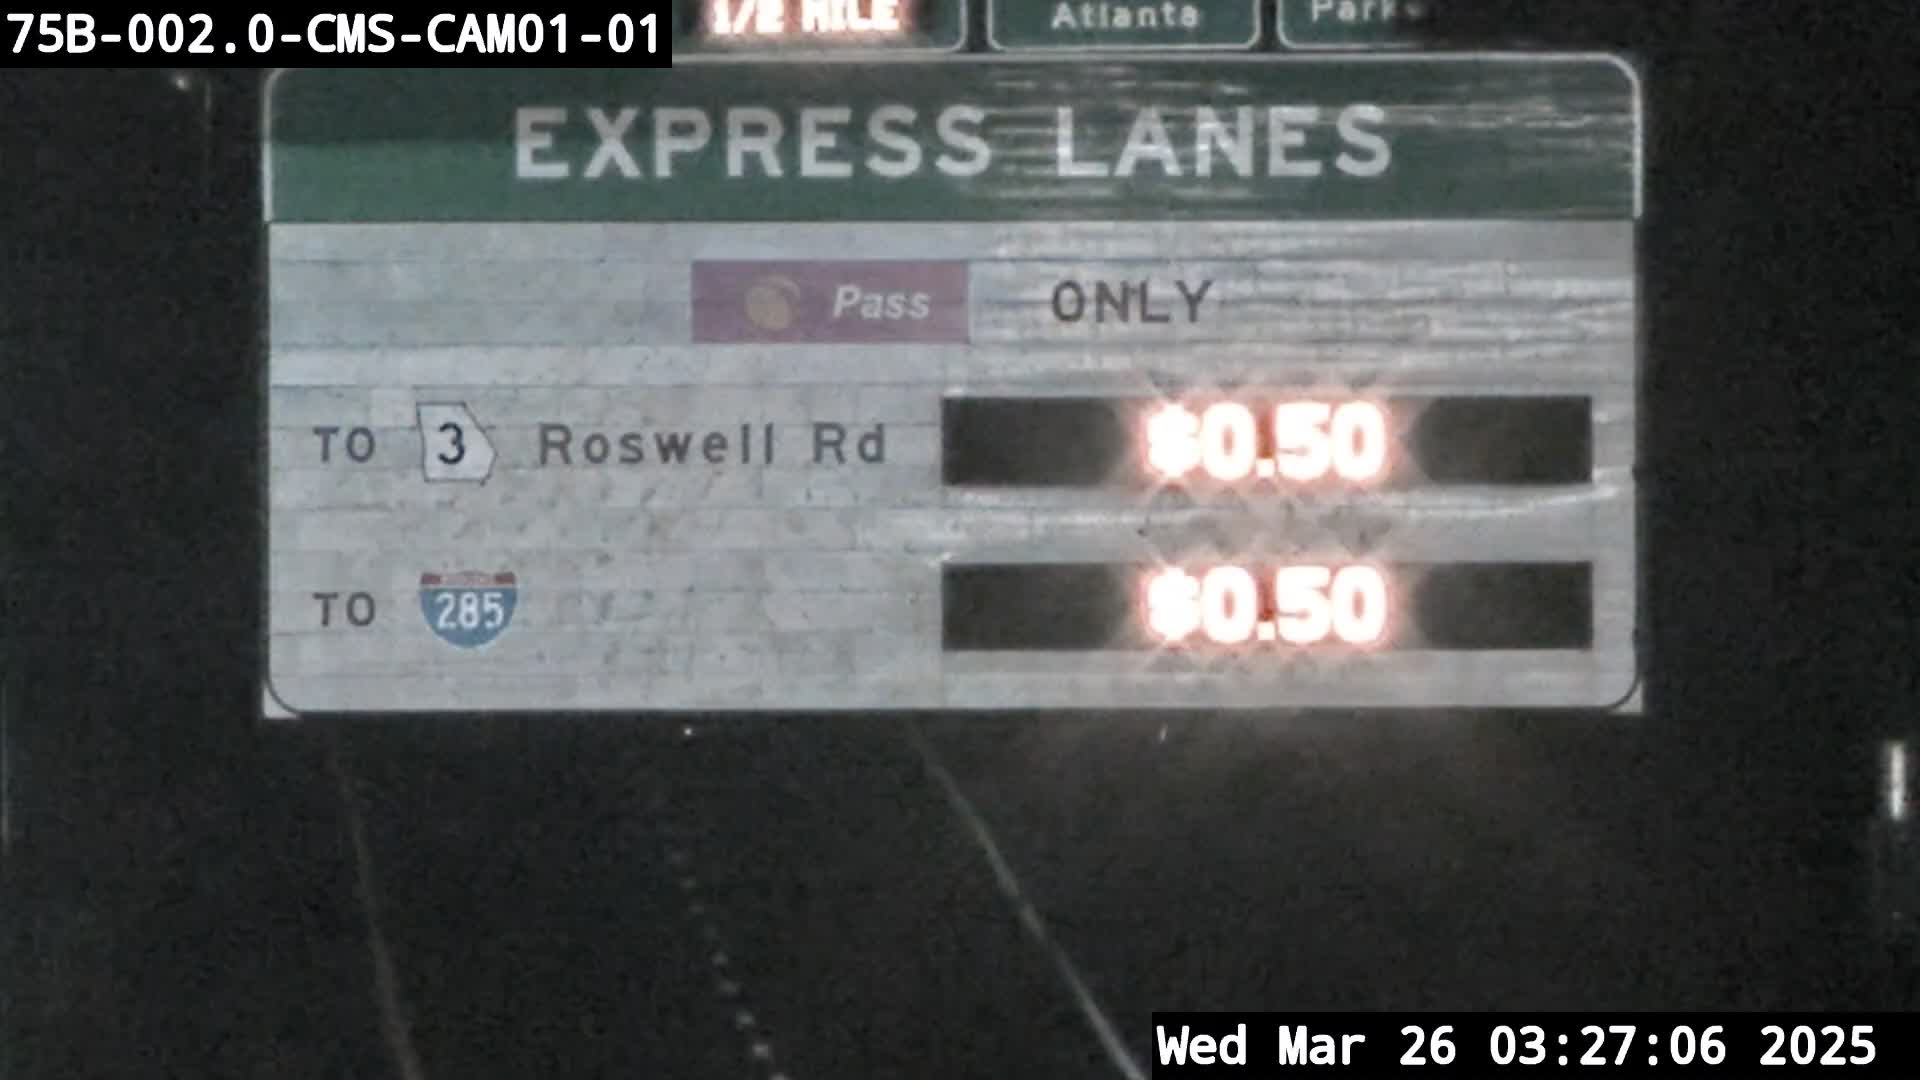 75B-002.0-CMS-CAM01-01
1/2 MILE
Atlanta
EXPRESS LANES
Pass ONLY
TO 3 Roswell Rd $0.50
TO 285 $0.50
Wed Mar 26 03:27:06 2025